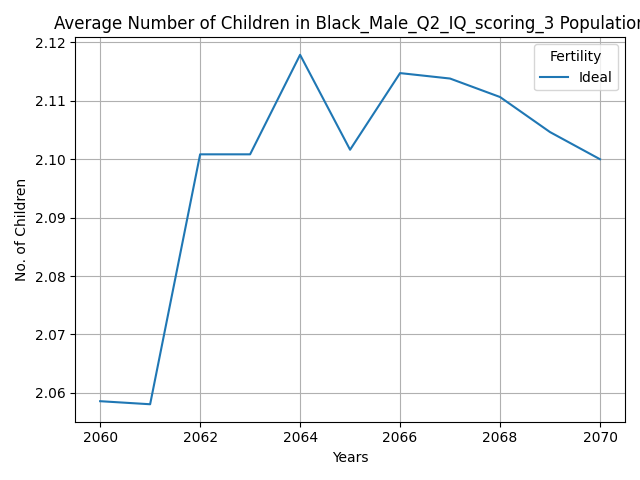 Average Number of Children in Black_Male_Q2_IQ_scoring_3 Population
Fertility
Ideal
2.12
2.11
2.10
2.09
2.08
2.07
2.06
No. of Children
2060
2062
2064
2066
2068
2070
Years